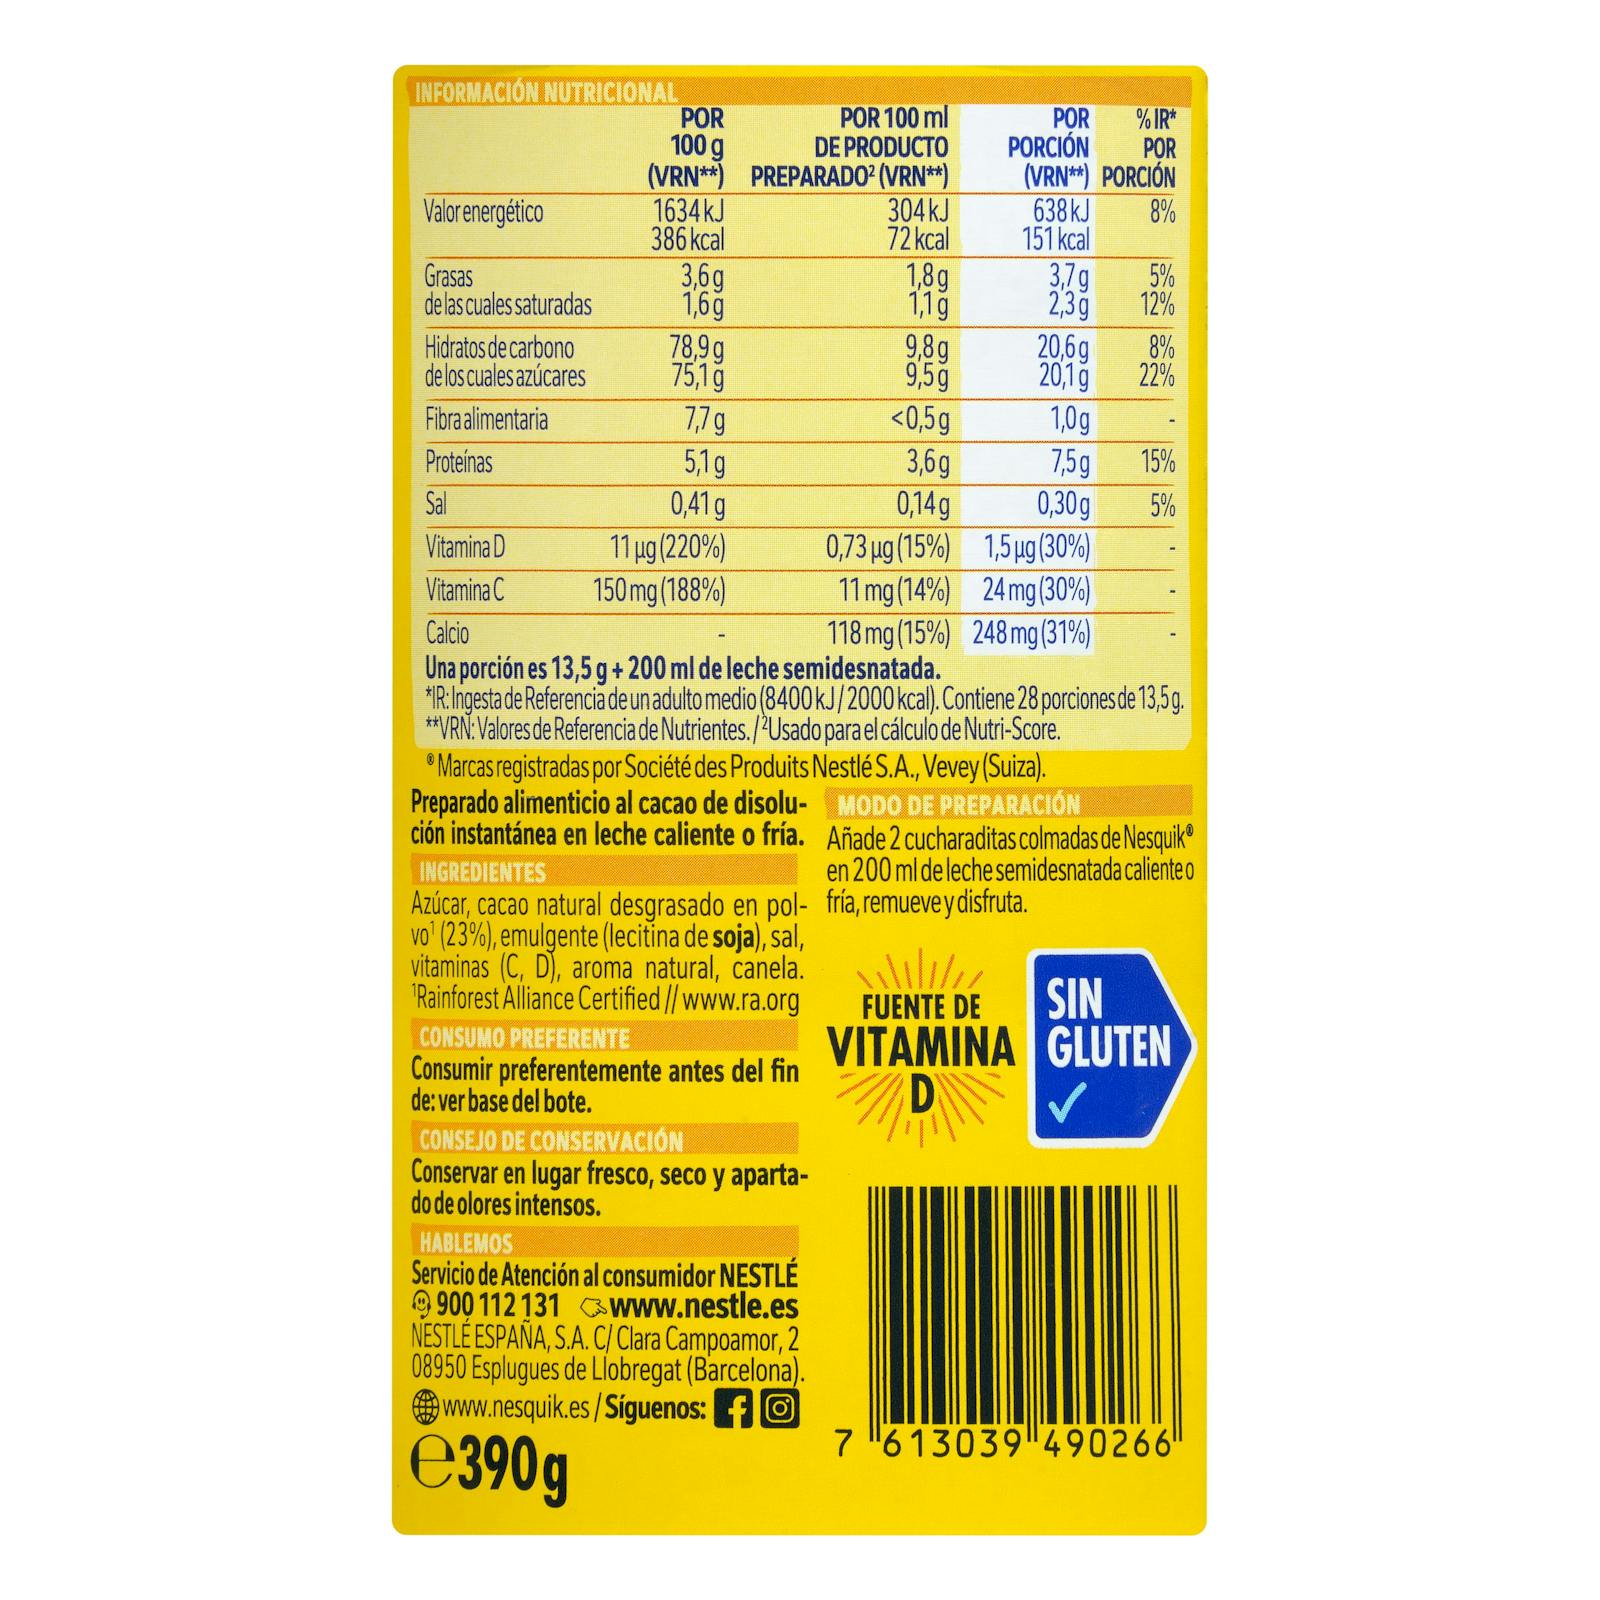 INFORMACIÓN NUTRICIONAL
POR 100 g (VRN**) POR 100 ml DE PRODUCTO PREPARADO² (VRN**) POR PORCIÓN (VRN**) % IR* POR PORCIÓN
Valor energético 1634 kJ 304 kJ 638 kJ 8%
386 kcal 72 kcal 151 kcal
Grasas 3,6 g 1,8 g 3,7 g 5%
de las cuales saturadas 1,6 g 1,1 g 2,3 g 12%
Hidratos de carbono 78,9 g 9,8 g 20,6 g 8%
de los cuales azúcares 75,1 g 9,5 g 20,1 g 22%
Fibra alimentaria 7,7 g <0,5 g 1,0 g -
Proteínas 5,1 g 3,6 g 7,5 g 15%
Sal 0,41 g 0,14 g 0,30 g 5%
Vitamina D 11 µg (220%) 0,73 µg (15%) 1,5 µg (30%) -
Vitamina C 150 mg (188%) 11 mg (14%) 24 mg (30%) -
Calcio - 118 mg (15%) 248 mg (31%) -
Una porción es 13,5 g + 200 ml de leche semidesnatada.
*IR: Ingesta de Referencia de un adulto medio (8400 kJ / 2000 kcal). Contiene 28 porciones de 13,5 g.
**VRN: Valores de Referencia de Nutrientes. / ²Usado para el cálculo de Nutri-Score.
® Marcas registradas por Société des Produits Nestlé S.A., Vevey (Suiza).
Preparado alimenticio al cacao de disolu-
ción instantánea en leche caliente o fría.
INGREDIENTES
Azúcar, cacao natural desgrasado en pol-
vo¹ (23%), emulgente (lecitina de soja), sal,
vitaminas (C, D), aroma natural, canela.
¹Rainforest Alliance Certified // www.ra.org
CONSUMO PREFERENTE
Consumir preferentemente antes del fin
de: ver base del bote.
CONSEJO DE CONSERVACIÓN
Conservar en lugar fresco, seco y aparta-
do de olores intensos.
HABLEMOS
Servicio de Atención al consumidor NESTLÉ
900 112 131 www.nestle.es
NESTLÉ ESPAÑA, S.A. C/ Clara Campoamor, 2
08950 Esplugues de Llobregat (Barcelona).
www.nesquik.es / Síguenos:
℮390 g
MODO DE PREPARACIÓN
Añade 2 cucharaditas colmadas de Nesquik®
en 200 ml de leche semidesnatada caliente o
fría, remueve y disfruta.
FUENTE DE
VITAMINA
D
SIN
GLUTEN
7 613039 490266